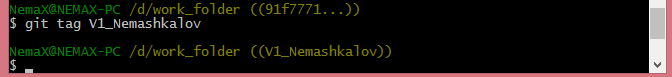 NemaX@NEMAX-PC /d/work_folder ((91f7771...))
$ git tag V1_Nemashkalov
NemaX@NEMAX-PC /d/work_folder ((V1_Nemashkalov))
$